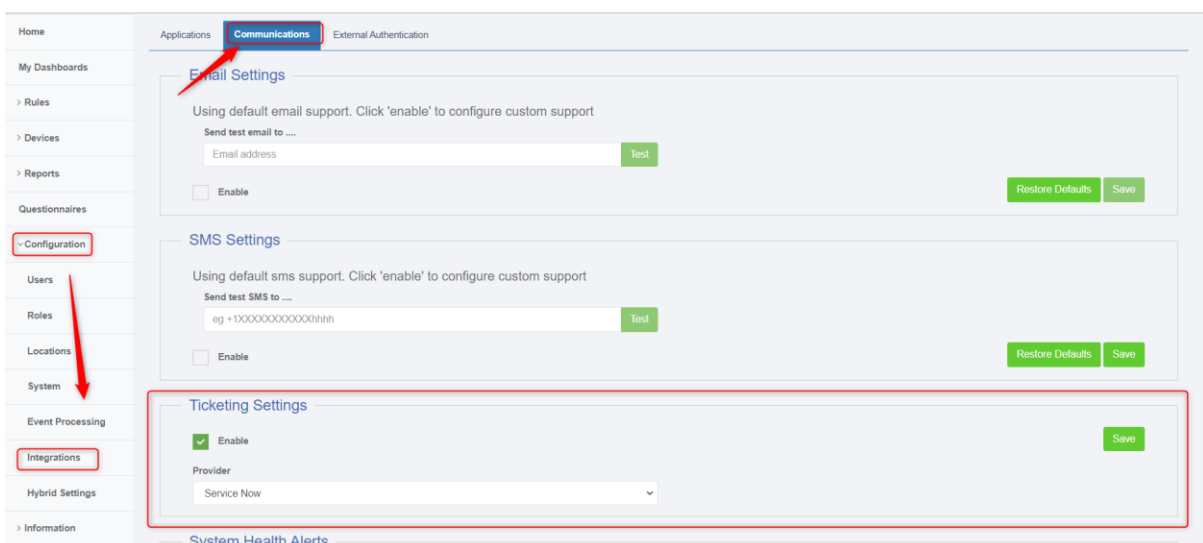 Home
My Dashboards
> Rules
> Devices
> Reports
Questionnaires
Configuration
Users
Roles
Locations
System
Event Processing
Integrations
Hybrid Settings
> Information
Applications Communications External Authentication
Email Settings
Using default email support. Click 'enable' to configure custom support
Send test email to ....
Email address Test
Enable Restore Defaults Save
SMS Settings
Using default sms support. Click 'enable' to configure custom support
Send test SMS to ....
eg +1XXXXXXXXXXXhhhh Test
Enable Restore Defaults Save
Ticketing Settings
Enable Save
Provider
Service Now
System Health Alerts